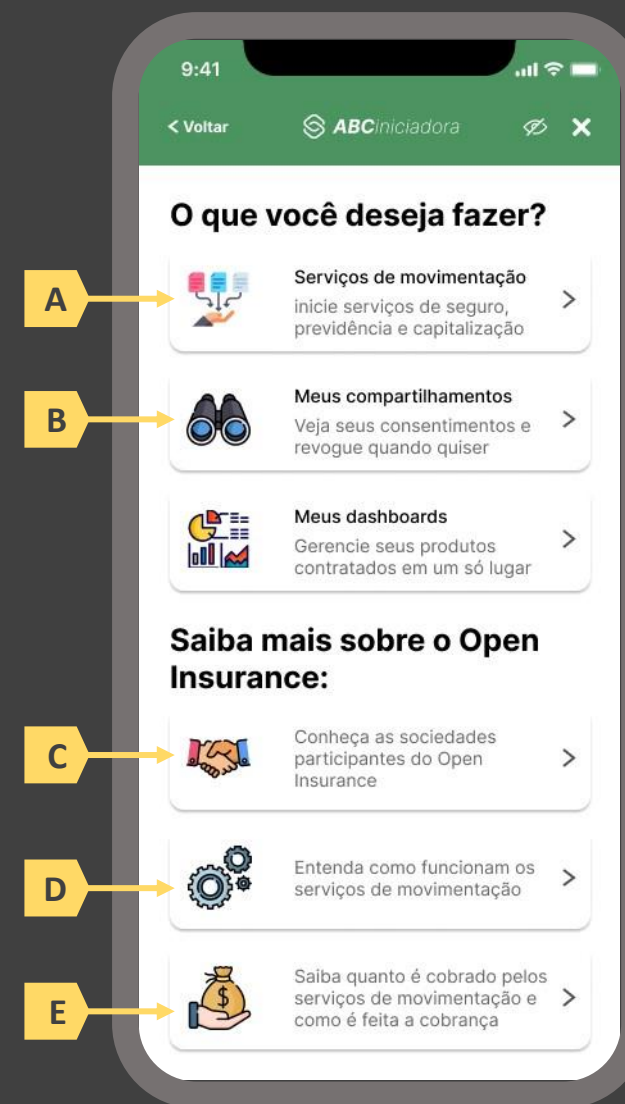 9:41
< Voltar
ABCiniciadora
O que você deseja fazer?
A
Serviços de movimentação
inicie serviços de seguro,
previdência e capitalização
B
Meus compartilhamentos
Veja seus consentimentos e
revogue quando quiser
Meus dashboards
Gerencie seus produtos
contratados em um só lugar
Saiba mais sobre o Open
Insurance:
C
Conheça as sociedades
participantes do Open
Insurance
D
Entenda como funcionam os
serviços de movimentação
E
Saiba quanto é cobrado pelos
serviços de movimentação e
como é feita a cobrança